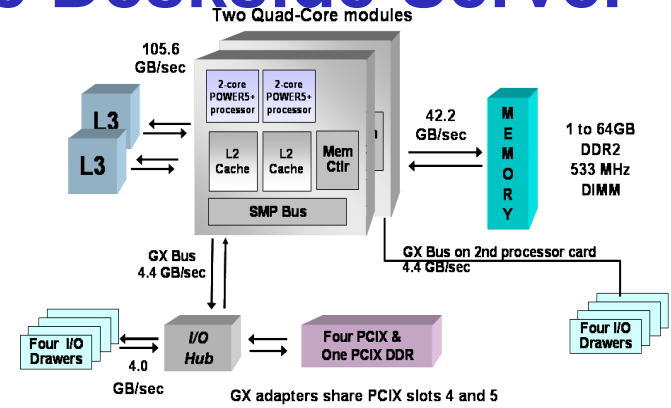 Deskside Server
Two Quad-Core modules
105.6
GB/sec
2-core
POWER5+
processor
2-core
POWER5+
processor
L3
L3
L2
Cache
L2
Cache
Mem
Ctlr
SMP Bus
42.2
GB/sec
MEMORY
1 to 64GB
DDR2
533 MHz
DIMM
GX Bus
4.4 GB/sec
GX Bus on 2nd processor card
4.4 GB/sec
Four I/O
Drawers
4.0
GB/sec
I/O
Hub
Four PCIX &
One PCIX DDR
Four I/O
Drawers
GX adapters share PCIX slots 4 and 5